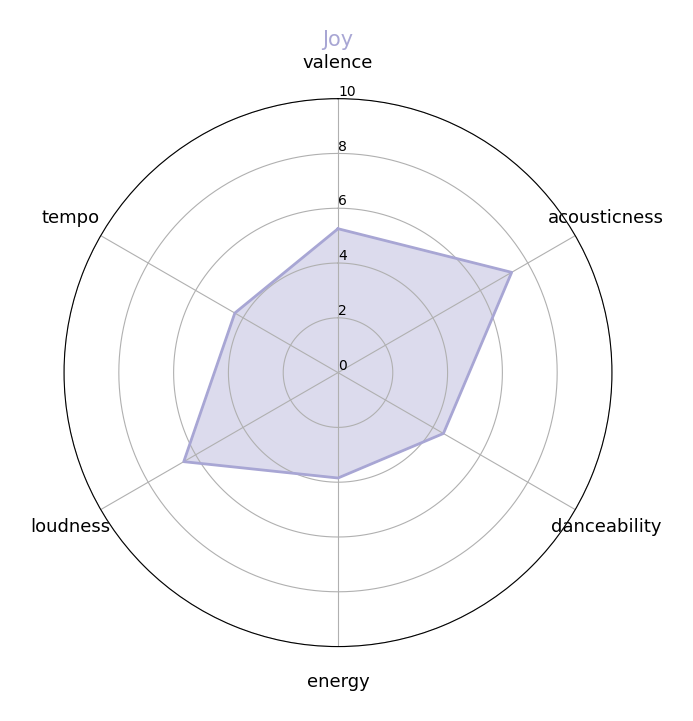 Joy
valence
10
8
6
4
2
0
tempo
acousticness
loudness
danceability
energy